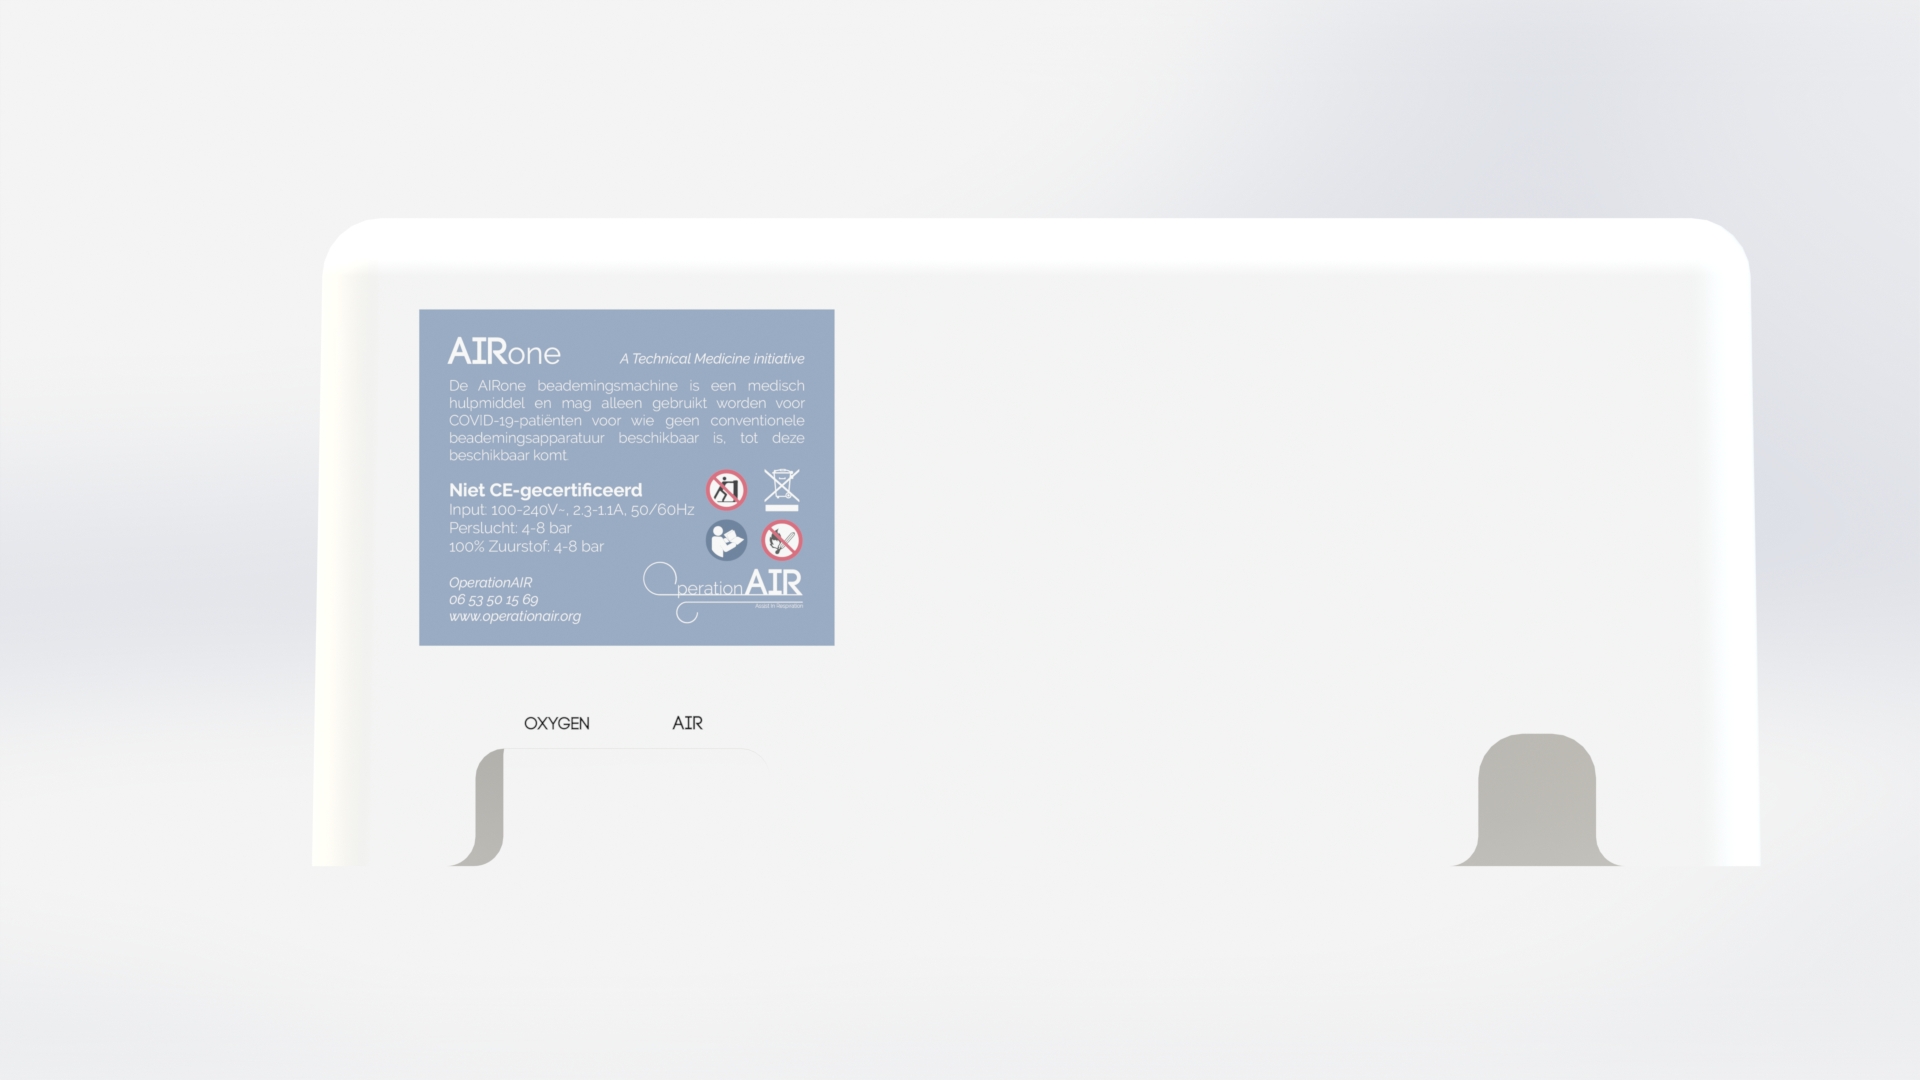 AIRone
A Technical Medicine initiative
De AIRone beademingsmachine is een medisch
hulpmiddel en mag alleen gebruikt worden voor
COVID-19-patiënten voor wie geen conventionele
beademingsapparatuur beschikbaar is, tot deze
beschikbaar komt.
Niet CE-gecertificeerd
Input: 100-240V~, 2.3-1.1A, 50/60Hz
Perslucht: 4-8 bar
100% Zuurstof: 4-8 bar
OperationAIR
06 53 50 15 69
www.operationair.org
OperationAIR
Assist In Respiration
OXYGEN
AIR